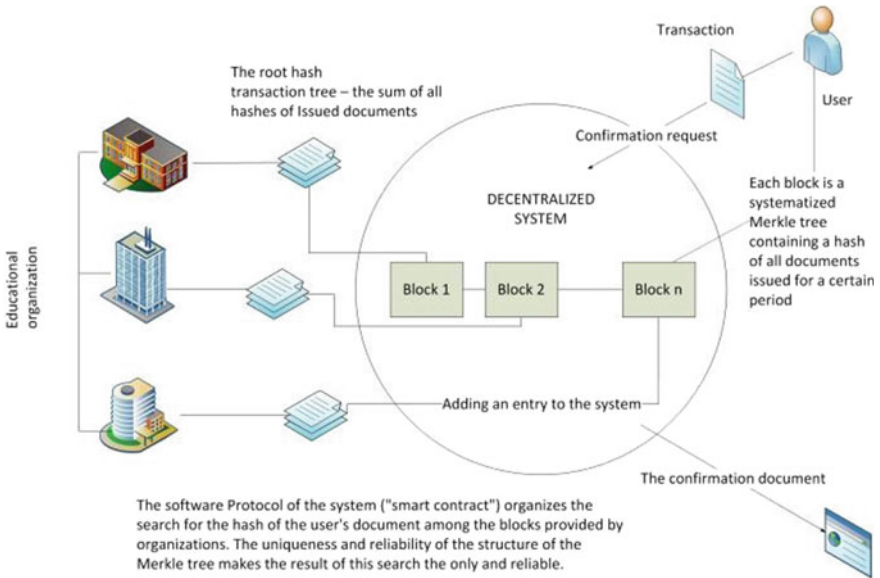 Transaction
User
The root hash
transaction tree – the sum of all
hashes of Issued documents
Confirmation request
DECENTRALIZED
SYSTEM
Each block is a
systematized
Merkle tree
containing a hash
of all documents
issued for a certain
period
Educational
organization
Block 1
Block 2
Block n
Adding an entry to the system
The confirmation document
The software Protocol of the system ("smart contract") organizes the
search for the hash of the user's document among the blocks provided by
organizations. The uniqueness and reliability of the structure of the
Merkle tree makes the result of this search the only and reliable.